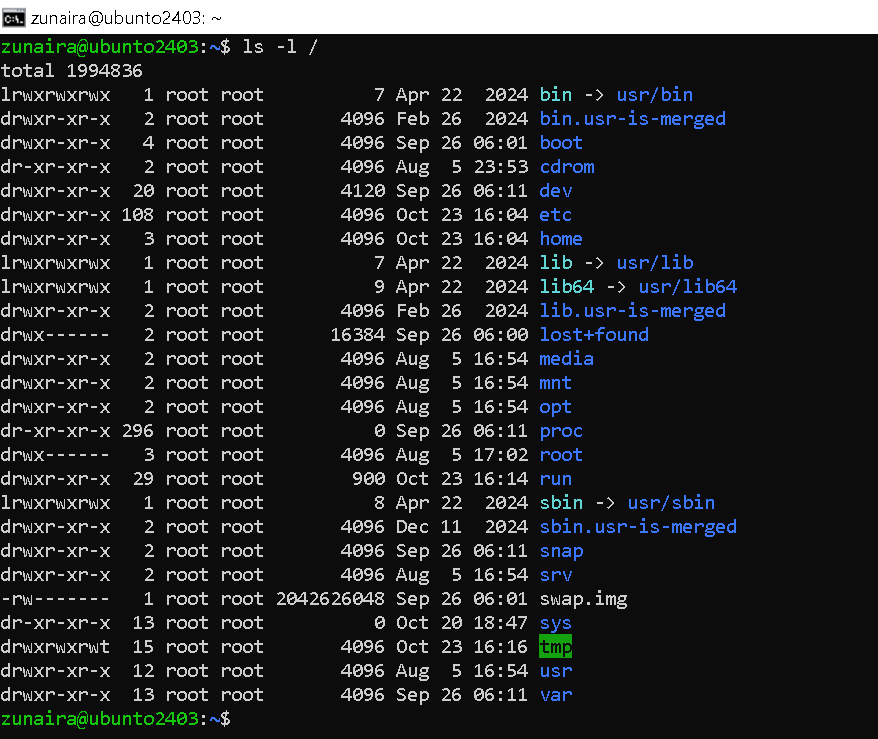 zunaira@ubunto2403: ~
zunaira@ubunto2403:~$ ls -l /
total 1994836
lrwxrwxrwx   1 root root          7 Apr 22  2024 bin -> usr/bin
drwxr-xr-x   2 root root       4096 Feb 26  2024 bin.usr-is-merged
drwxr-xr-x   4 root root       4096 Sep 26 06:01 boot
dr-xr-xr-x   2 root root       4096 Aug  5 23:53 cdrom
drwxr-xr-x  20 root root       4120 Sep 26 06:11 dev
drwxr-xr-x 108 root root       4096 Oct 23 16:04 etc
drwxr-xr-x   3 root root       4096 Oct 23 16:04 home
lrwxrwxrwx   1 root root          7 Apr 22  2024 lib -> usr/lib
lrwxrwxrwx   1 root root          9 Apr 22  2024 lib64 -> usr/lib64
drwxr-xr-x   2 root root       4096 Feb 26  2024 lib.usr-is-merged
drwx------   2 root root      16384 Sep 26 06:00 lost+found
drwxr-xr-x   2 root root       4096 Aug  5 16:54 media
drwxr-xr-x   2 root root       4096 Aug  5 16:54 mnt
drwxr-xr-x   2 root root       4096 Aug  5 16:54 opt
dr-xr-xr-x 296 root root          0 Sep 26 06:11 proc
drwx------   3 root root       4096 Aug  5 17:02 root
drwxr-xr-x  29 root root        900 Oct 23 16:14 run
lrwxrwxrwx   1 root root          8 Apr 22  2024 sbin -> usr/sbin
drwxr-xr-x   2 root root       4096 Dec 11  2024 sbin.usr-is-merged
drwxr-xr-x   2 root root       4096 Sep 26 06:11 snap
drwxr-xr-x   2 root root       4096 Aug  5 16:54 srv
-rw-------   1 root root 2042626048 Sep 26 06:01 swap.img
dr-xr-xr-x  13 root root          0 Oct 20 18:47 sys
drwxrwxrwt  15 root root       4096 Oct 23 16:16 tmp
drwxr-xr-x  12 root root       4096 Aug  5 16:54 usr
drwxr-xr-x  13 root root       4096 Sep 26 06:11 var
zunaira@ubunto2403:~$